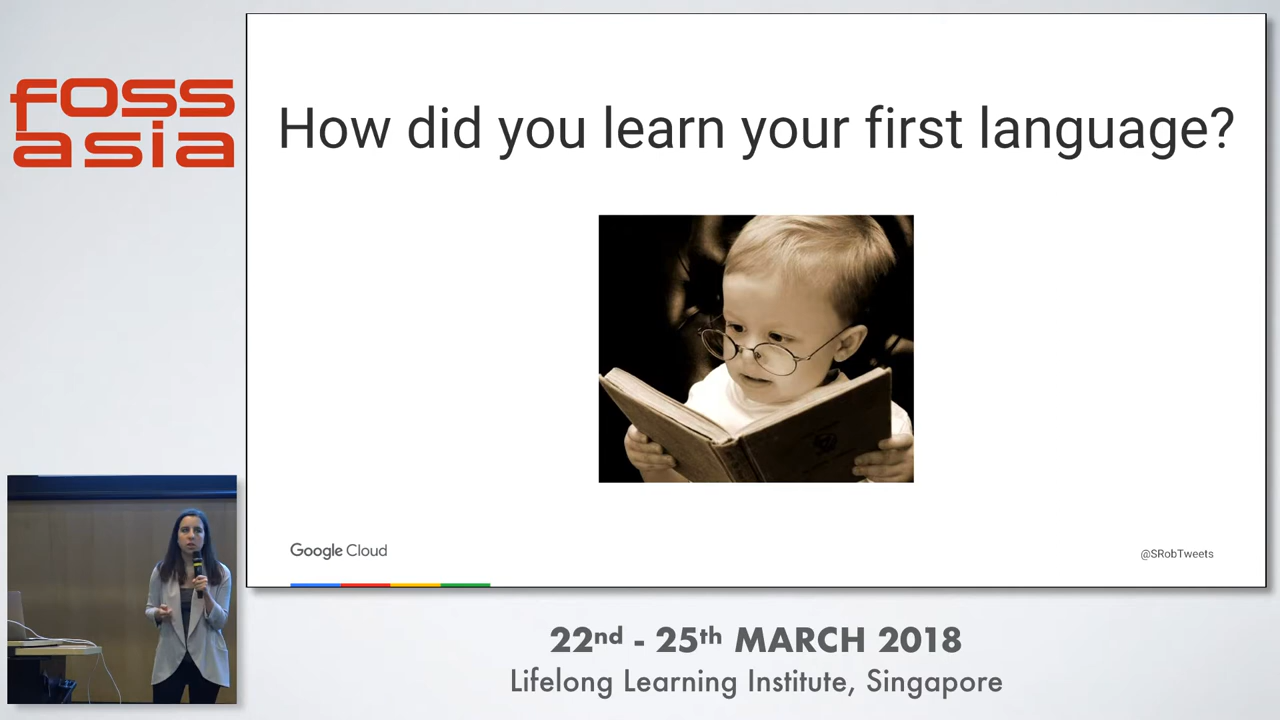 foss
asia
How did you learn your first language?
Google Cloud
@SRobTweets
22nd - 25th MARCH 2018
Lifelong Learning Institute, Singapore